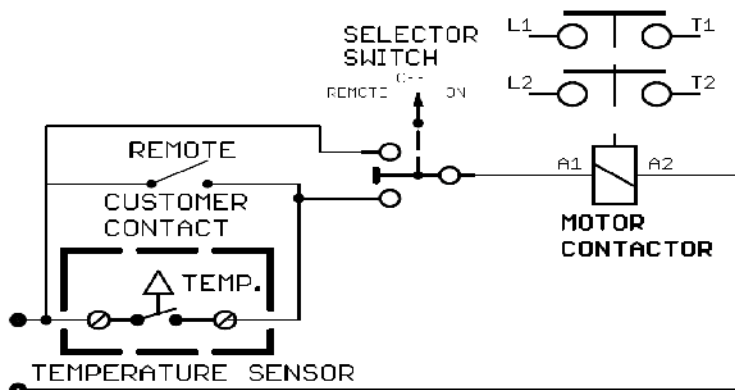 SELECTOR
SWITCH
REMOTE
ON
L1
T1
L2
T2
REMOTE
CUSTOMER
CONTACT
A1
A2
MOTOR
CONTACTOR
TEMP.
TEMPERATURE SENSOR